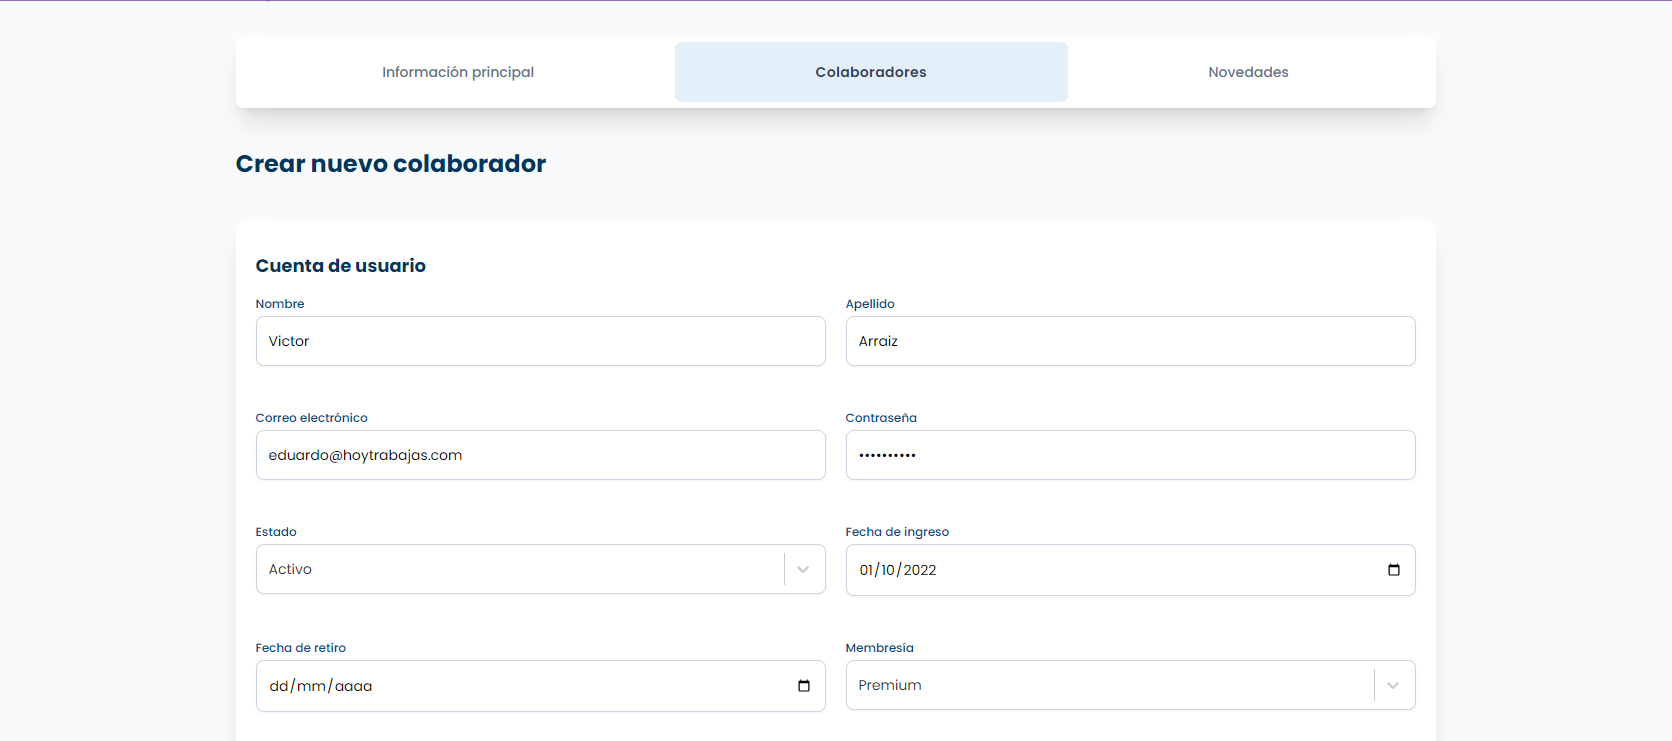 Información principal
Colaboradores
Novedades
Crear nuevo colaborador
Cuenta de usuario
Nombre
Apellido
Victor
Arraiz
Correo electrónico
Contraseña
eduardo@hoytrabajas.com
••••••••••
Estado
Fecha de ingreso
Activo
01/10/2022
Fecha de retiro
Membresía
dd/mm/aaaa
Premium